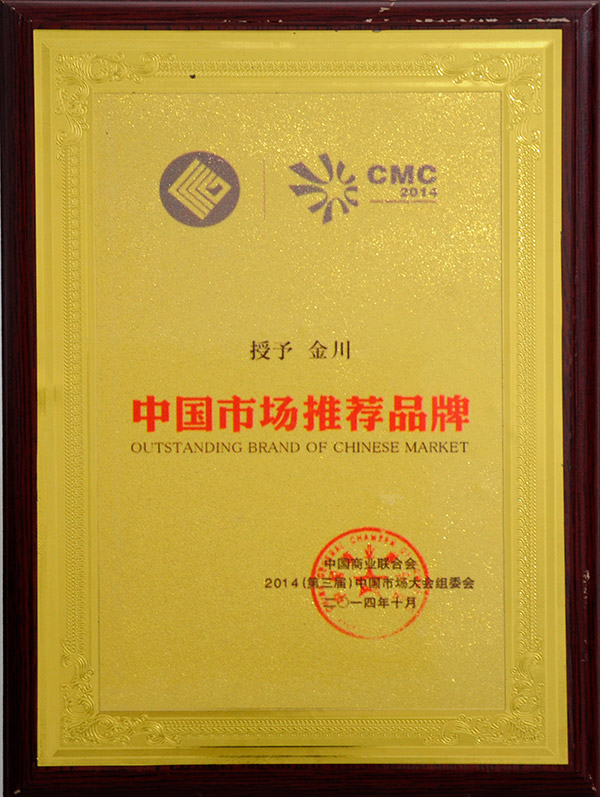 CMC
2014
授予 金川
中国市场推荐品牌
OUTSTANDING BRAND OF CHINESE MARKET
中国商业联合会
2014(第三届)中国市场大会组委会
二〇一四年十月